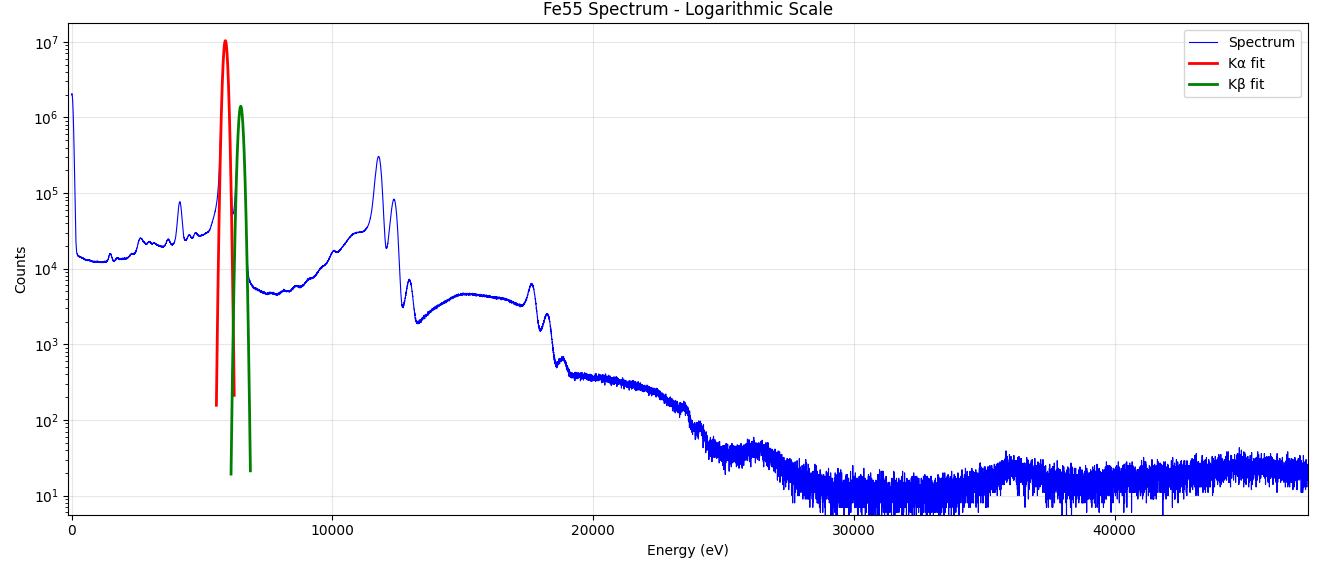 Fe55 Spectrum - Logarithmic Scale
Spectrum
Kα fit
Kβ fit
Counts
10⁷
10⁶
10⁵
10⁴
10³
10²
10¹
0 10000 20000 30000 40000
Energy (eV)